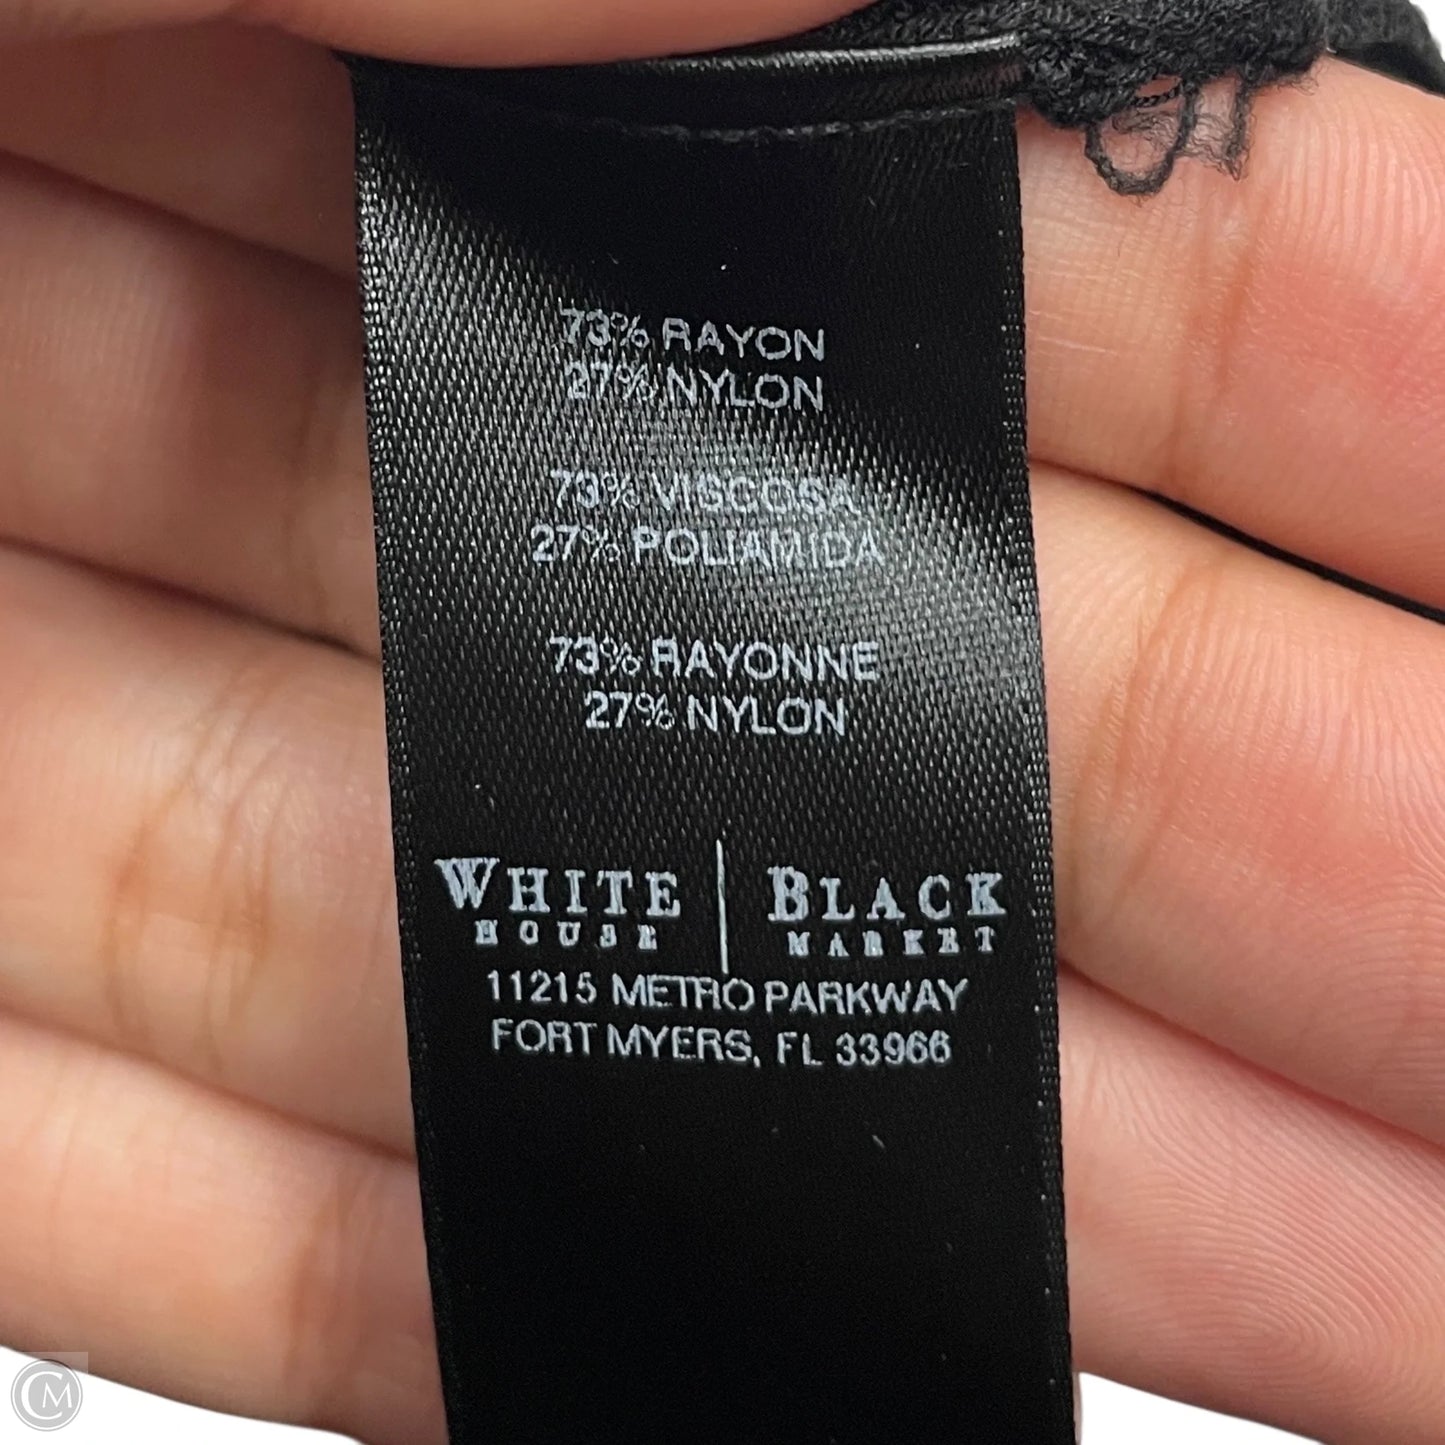 73% RAYON
27% NYLON
73% VISCOSA
27% POLIAMIDA
73% RAYONNE
27% NYLON
WHITE | BLACK
HOUSE MARKET
11215 METRO PARKWAY
FORT MYERS, FL 33966
CM